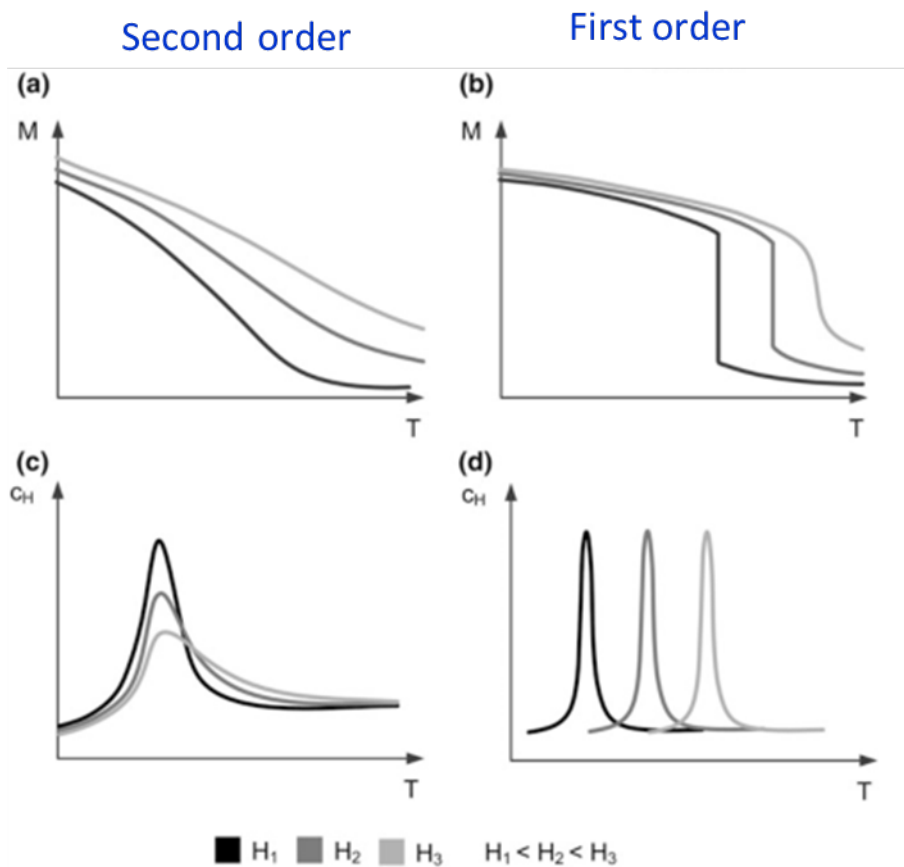 Second order
First order
(a)
(b)
M
M
T
T
(c)
(d)
cH
cH
T
T
H1 H2 H3 H1 < H2 < H3